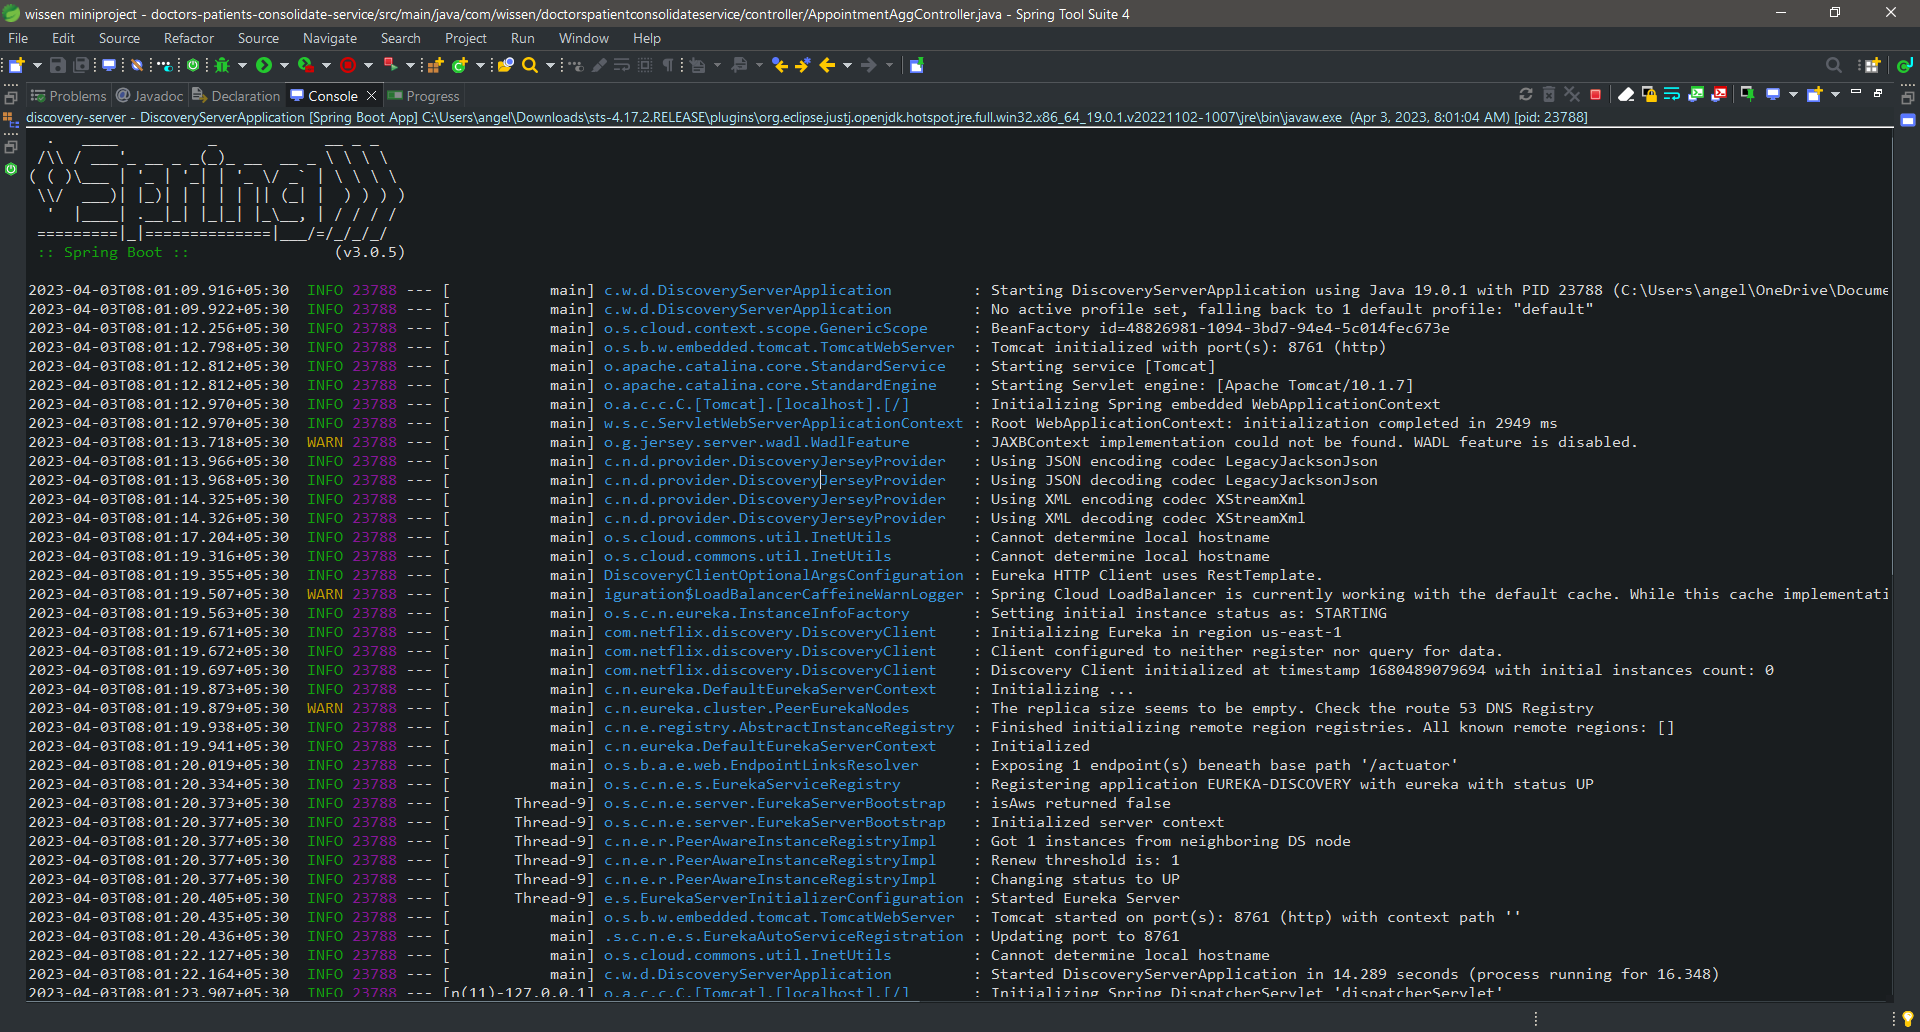 wissen miniproject - doctors-patients-consolidate-service/src/main/java/com/wissen/doctorspatientconsolidateservice/controller/AppointmentAggController.java - Spring Tool Suite 4
File Edit Source Refactor Source Navigate Search Project Run Window Help
Problems @ Javadoc Declaration Console Progress
discovery-server - DiscoveryServerApplication [Spring Boot App] C:\Users\angel\Downloads\sts-4.17.2.RELEASE\plugins\org.eclipse.justj.openjdk.hotspot.jre.full.win32.x86_64_19.0.1.v20221102-1007\jre\bin\javaw.exe (Apr 3, 2023, 8:01:04 AM) [pid: 23788]
  .   ____          _            __ _ _
 /\\ / ___'_ __ _ _(_)_ __  __ _ \ \ \ \
( ( )\___ | '_ | '_| | '_ \/ _` | \ \ \ \
 \\/  ___)| |_)| | | | | || (_| |  ) ) ) )
  '  |____| .__|_| |_|_| |_\__, | / / / /
 =========|_|==============|___/=/_/_/_/
 :: Spring Boot ::                (v3.0.5)
2023-04-03T08:01:09.916+05:30  INFO 23788 --- [           main] c.w.d.DiscoveryServerApplication         : Starting DiscoveryServerApplication using Java 19.0.1 with PID 23788 (C:\Users\angel\OneDrive\Docume
2023-04-03T08:01:09.922+05:30  INFO 23788 --- [           main] c.w.d.DiscoveryServerApplication         : No active profile set, falling back to 1 default profile: "default"
2023-04-03T08:01:12.256+05:30  INFO 23788 --- [           main] o.s.cloud.context.scope.GenericScope     : BeanFactory id=48826981-1094-3bd7-94e4-5c014fec673e
2023-04-03T08:01:12.798+05:30  INFO 23788 --- [           main] o.s.b.w.embedded.tomcat.TomcatWebServer  : Tomcat initialized with port(s): 8761 (http)
2023-04-03T08:01:12.812+05:30  INFO 23788 --- [           main] o.apache.catalina.core.StandardService   : Starting service [Tomcat]
2023-04-03T08:01:12.812+05:30  INFO 23788 --- [           main] o.apache.catalina.core.StandardEngine    : Starting Servlet engine: [Apache Tomcat/10.1.7]
2023-04-03T08:01:12.970+05:30  INFO 23788 --- [           main] o.a.c.c.C.[Tomcat].[localhost].[/]       : Initializing Spring embedded WebApplicationContext
2023-04-03T08:01:12.970+05:30  INFO 23788 --- [           main] w.s.c.ServletWebServerApplicationContext : Root WebApplicationContext: initialization completed in 2949 ms
2023-04-03T08:01:13.718+05:30  WARN 23788 --- [           main] o.g.jersey.server.wadl.WadlFeature       : JAXBContext implementation could not be found. WADL feature is disabled.
2023-04-03T08:01:13.966+05:30  INFO 23788 --- [           main] c.n.d.provider.DiscoveryJerseyProvider   : Using JSON encoding codec LegacyJacksonJson
2023-04-03T08:01:13.968+05:30  INFO 23788 --- [           main] c.n.d.provider.DiscoveryJerseyProvider   : Using JSON decoding codec LegacyJacksonJson
2023-04-03T08:01:14.325+05:30  INFO 23788 --- [           main] c.n.d.provider.DiscoveryJerseyProvider   : Using XML encoding codec XStreamXml
2023-04-03T08:01:14.326+05:30  INFO 23788 --- [           main] c.n.d.provider.DiscoveryJerseyProvider   : Using XML decoding codec XStreamXml
2023-04-03T08:01:17.204+05:30  INFO 23788 --- [           main] o.s.cloud.commons.util.InetUtils         : Cannot determine local hostname
2023-04-03T08:01:19.316+05:30  INFO 23788 --- [           main] o.s.cloud.commons.util.InetUtils         : Cannot determine local hostname
2023-04-03T08:01:19.355+05:30  INFO 23788 --- [           main] DiscoveryClientOptionalArgsConfiguration : Eureka HTTP Client uses RestTemplate.
2023-04-03T08:01:19.507+05:30  WARN 23788 --- [           main] iguration$LoadBalancerCaffeineWarnLogger : Spring Cloud LoadBalancer is currently working with the default cache. While this cache implementati
2023-04-03T08:01:19.563+05:30  INFO 23788 --- [           main] o.s.c.n.eureka.InstanceInfoFactory       : Setting initial instance status as: STARTING
2023-04-03T08:01:19.671+05:30  INFO 23788 --- [           main] com.netflix.discovery.DiscoveryClient    : Initializing Eureka in region us-east-1
2023-04-03T08:01:19.672+05:30  INFO 23788 --- [           main] com.netflix.discovery.DiscoveryClient    : Client configured to neither register nor query for data.
2023-04-03T08:01:19.697+05:30  INFO 23788 --- [           main] com.netflix.discovery.DiscoveryClient    : Discovery Client initialized at timestamp 1680489079694 with initial instances count: 0
2023-04-03T08:01:19.873+05:30  INFO 23788 --- [           main] c.n.eureka.DefaultEurekaServerContext    : Initializing ...
2023-04-03T08:01:19.879+05:30  WARN 23788 --- [           main] c.n.eureka.cluster.PeerEurekaNodes       : The replica size seems to be empty. Check the route 53 DNS Registry
2023-04-03T08:01:19.938+05:30  INFO 23788 --- [           main] c.n.e.registry.AbstractInstanceRegistry  : Finished initializing remote region registries. All known remote regions: []
2023-04-03T08:01:19.941+05:30  INFO 23788 --- [           main] c.n.eureka.DefaultEurekaServerContext    : Initialized
2023-04-03T08:01:20.019+05:30  INFO 23788 --- [           main] o.s.b.a.e.web.EndpointLinksResolver      : Exposing 1 endpoint(s) beneath base path '/actuator'
2023-04-03T08:01:20.334+05:30  INFO 23788 --- [           main] o.s.c.n.e.s.EurekaServiceRegistry        : Registering application EUREKA-DISCOVERY with eureka with status UP
2023-04-03T08:01:20.373+05:30  INFO 23788 --- [       Thread-9] o.s.c.n.e.server.EurekaServerBootstrap   : isAws returned false
2023-04-03T08:01:20.377+05:30  INFO 23788 --- [       Thread-9] o.s.c.n.e.server.EurekaServerBootstrap   : Initialized server context
2023-04-03T08:01:20.377+05:30  INFO 23788 --- [       Thread-9] c.n.e.r.PeerAwareInstanceRegistryImpl    : Got 1 instances from neighboring DS node
2023-04-03T08:01:20.377+05:30  INFO 23788 --- [       Thread-9] c.n.e.r.PeerAwareInstanceRegistryImpl    : Renew threshold is: 1
2023-04-03T08:01:20.377+05:30  INFO 23788 --- [       Thread-9] c.n.e.r.PeerAwareInstanceRegistryImpl    : Changing status to UP
2023-04-03T08:01:20.405+05:30  INFO 23788 --- [       Thread-9] e.s.EurekaServerInitializerConfiguration : Started Eureka Server
2023-04-03T08:01:20.435+05:30  INFO 23788 --- [           main] o.s.b.w.embedded.tomcat.TomcatWebServer  : Tomcat started on port(s): 8761 (http) with context path ''
2023-04-03T08:01:20.436+05:30  INFO 23788 --- [           main] .s.c.n.e.s.EurekaAutoServiceRegistration : Updating port to 8761
2023-04-03T08:01:22.127+05:30  INFO 23788 --- [           main] o.s.cloud.commons.util.InetUtils         : Cannot determine local hostname
2023-04-03T08:01:22.164+05:30  INFO 23788 --- [           main] c.w.d.DiscoveryServerApplication         : Started DiscoveryServerApplication in 14.289 seconds (process running for 16.348)
2023-04-03T08:01:23.907+05:30  INFO 23788 --- [n(11)-127.0.0.1] o.a.c.c.C.[Tomcat].[localhost].[/]       : Initializing Spring DispatcherServlet 'dispatcherServlet'